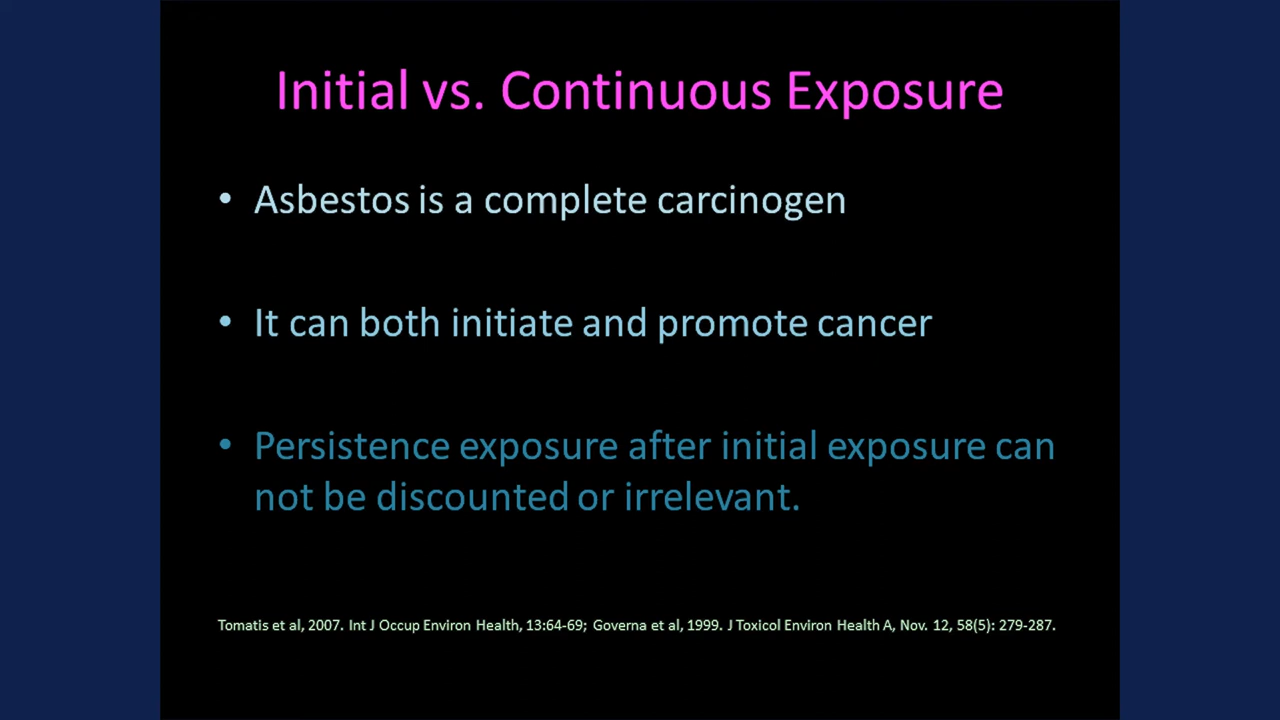 Initial vs. Continuous Exposure
• Asbestos is a complete carcinogen
• It can both initiate and promote cancer
• Persistence exposure after initial exposure can
not be discounted or irrelevant.
Tomatis et al, 2007. Int J Occup Environ Health, 13:64-69; Governa et al, 1999. J Toxicol Environ Health A, Nov. 12, 58(5): 279-287.